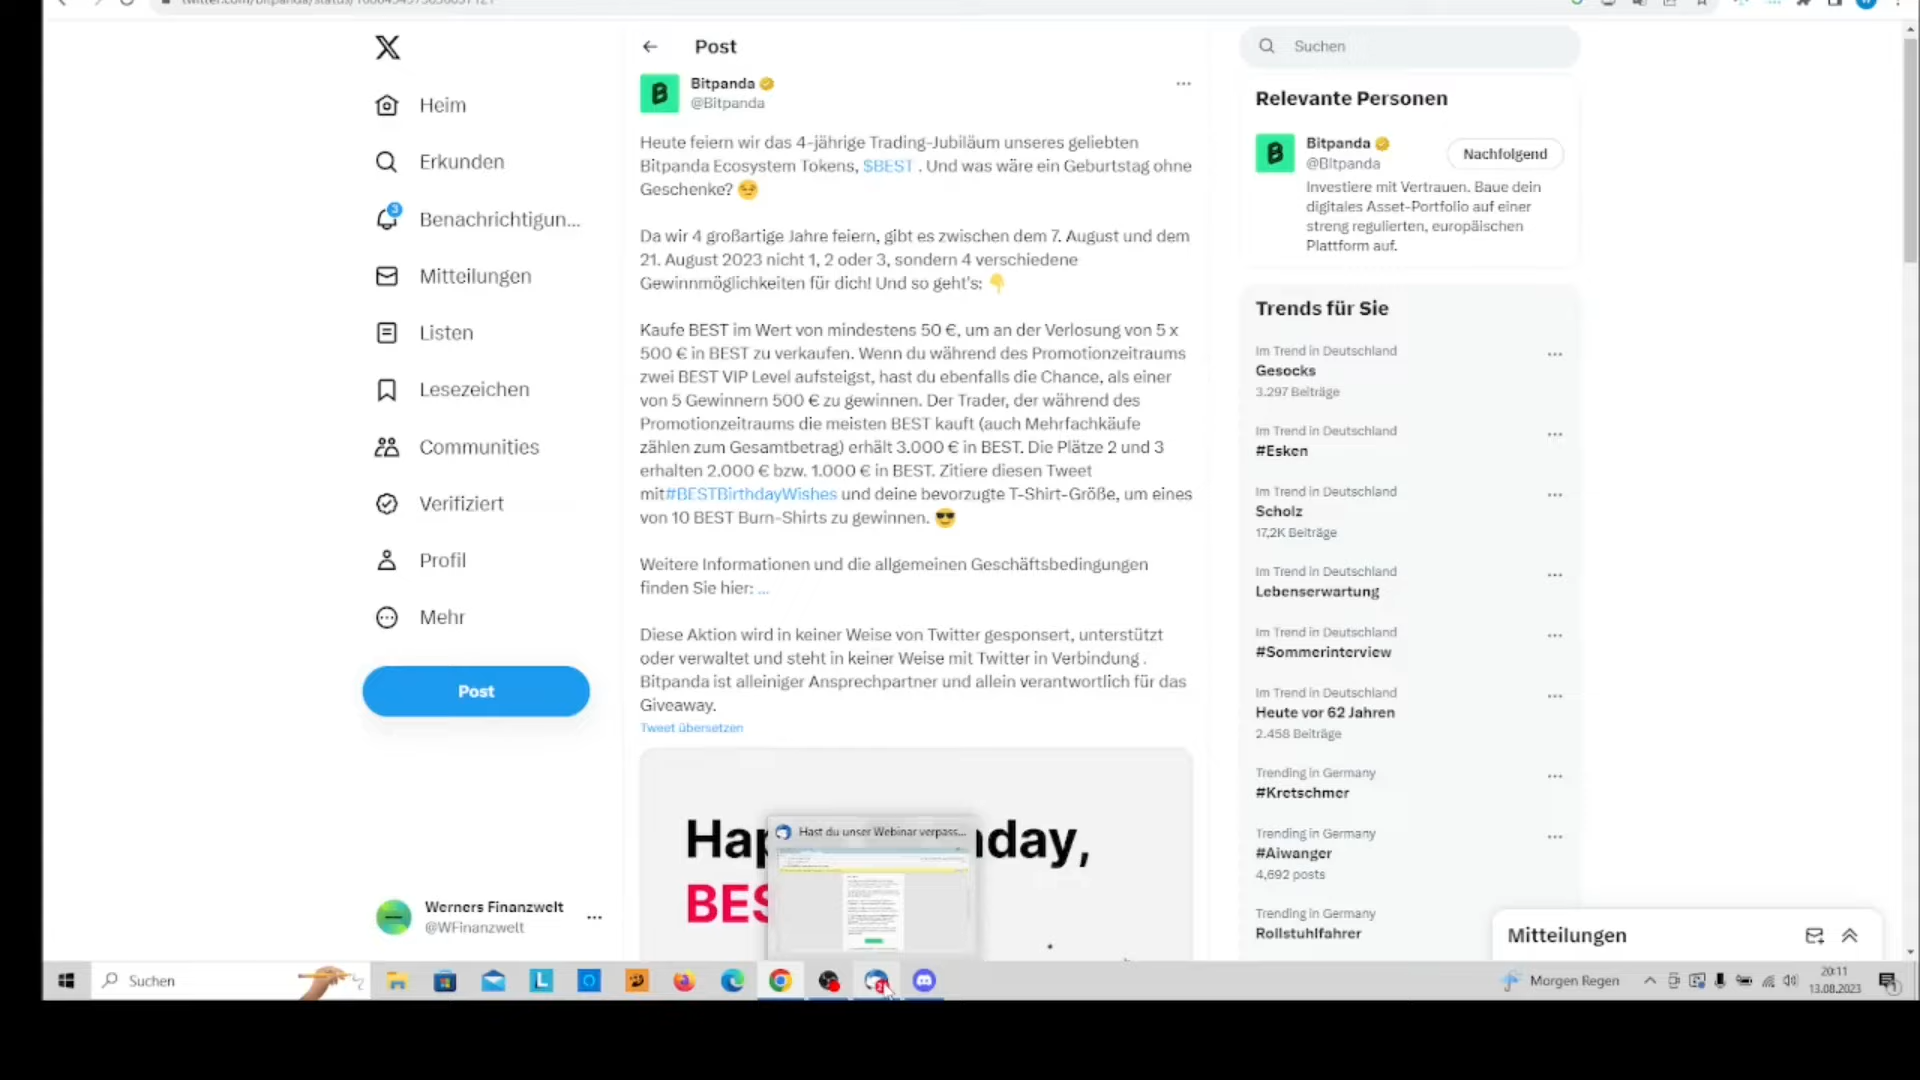 Post
Suchen
Bitpanda
@Bitpanda
Heute feiern wir das 4-jährige Trading-Jubiläum unseres geliebten
Bitpanda Ecosystem Tokens, $BEST . Und was wäre ein Geburtstag ohne
Geschenke? 😏
Da wir 4 großartige Jahre feiern, gibt es zwischen dem 7. August und dem
21. August 2023 nicht 1, 2 oder 3, sondern 4 verschiedene
Gewinnmöglichkeiten für dich! Und so geht's: 👇
Kaufe BEST im Wert von mindestens 50 €, um an der Verlosung von 5 x
500 € in BEST zu verkaufen. Wenn du während des Promotionzeitraums
zwei BEST VIP Level aufsteigst, hast du ebenfalls die Chance, als einer
von 5 Gewinnern 500 € zu gewinnen. Der Trader, der während des
Promotionzeitraums die meisten BEST kauft (auch Mehrfachkäufe
zählen zum Gesamtbetrag) erhält 3.000 € in BEST. Die Plätze 2 und 3
erhalten 2.000 € bzw. 1.000 € in BEST. Zitiere diesen Tweet
mit#BESTBirthdayWishes und deine bevorzugte T-Shirt-Größe, um eines
von 10 BEST Burn-Shirts zu gewinnen. 😎
Weitere Informationen und die allgemeinen Geschäftsbedingungen
finden Sie hier: ...
Diese Aktion wird in keiner Weise von Twitter gesponsert, unterstützt
oder verwaltet und steht in keiner Weise mit Twitter in Verbindung .
Bitpanda ist alleiniger Ansprechpartner und allein verantwortlich für das
Giveaway.
Tweet übersetzen
Hast du unser Webinar verpass...
Heim
Erkunden
3
Benachrichtigun...
Mitteilungen
Listen
Lesezeichen
Communities
Verifiziert
Profil
Mehr
Post
Werners Finanzwelt
@WFinanzwelt
Relevante Personen
Bitpanda
@Bitpanda
Nachfolgend
Investiere mit Vertrauen. Baue dein
digitales Asset-Portfolio auf einer
streng regulierten, europäischen
Plattform auf.
Trends für Sie
Im Trend in Deutschland
Gesocks
3.297 Beiträge
Im Trend in Deutschland
#Esken
Im Trend in Deutschland
Scholz
17,2K Beiträge
Im Trend in Deutschland
Lebenserwartung
Im Trend in Deutschland
#Sommerinterview
Im Trend in Deutschland
Heute vor 62 Jahren
2.458 Beiträge
Trending in Germany
#Kretschmer
Trending in Germany
#Aiwanger
4,692 posts
Trending in Germany
Rollstuhlfahrer
Mitteilungen
Suchen
Morgen Regen
20:11
13.08.2023